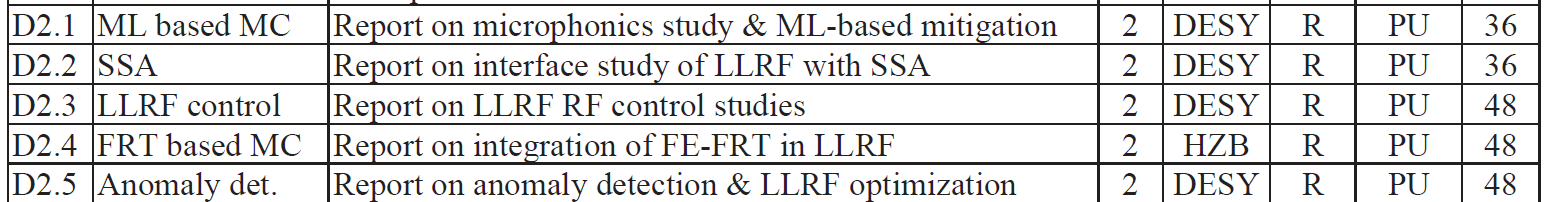 D2.1 ML based MC Report on microphonics study & ML-based mitigation 2 DESY R PU 36
D2.2 SSA Report on interface study of LLRF with SSA 2 DESY R PU 36
D2.3 LLRF control Report on LLRF RF control studies 2 DESY R PU 48
D2.4 FRT based MC Report on integration of FE-FRT in LLRF 2 HZB R PU 48
D2.5 Anomaly det. Report on anomaly detection & LLRF optimization 2 DESY R PU 48